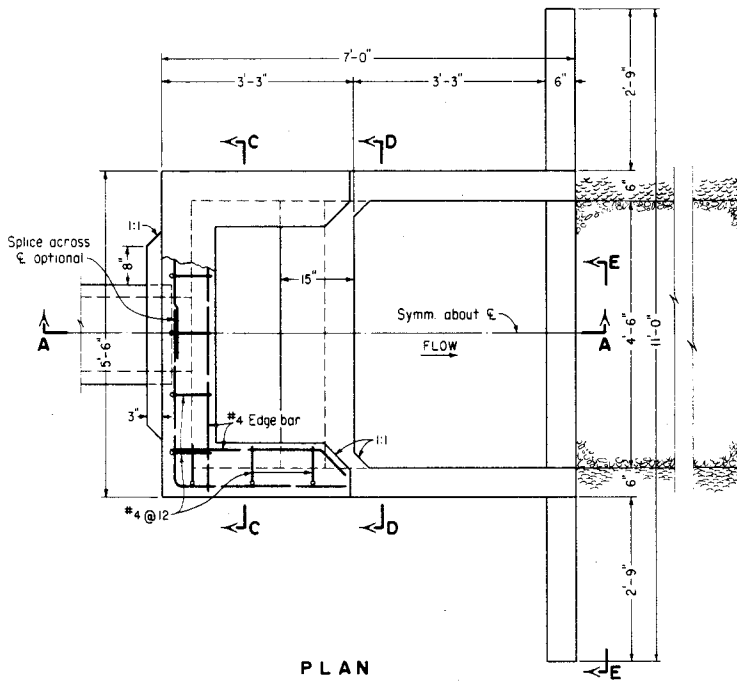 7'-0"
3'-3"
3'-3"
6"
2'-9"
C
D
1:1
6"
Splice across
℄ optional
8"
E
15"
Symm. about ℄
A
A
FLOW
5'-6"
4'-6"
11'-0"
3"
#4 Edge bar
1:1
6"
#4 @ 12
C
D
2'-9"
E
PLAN